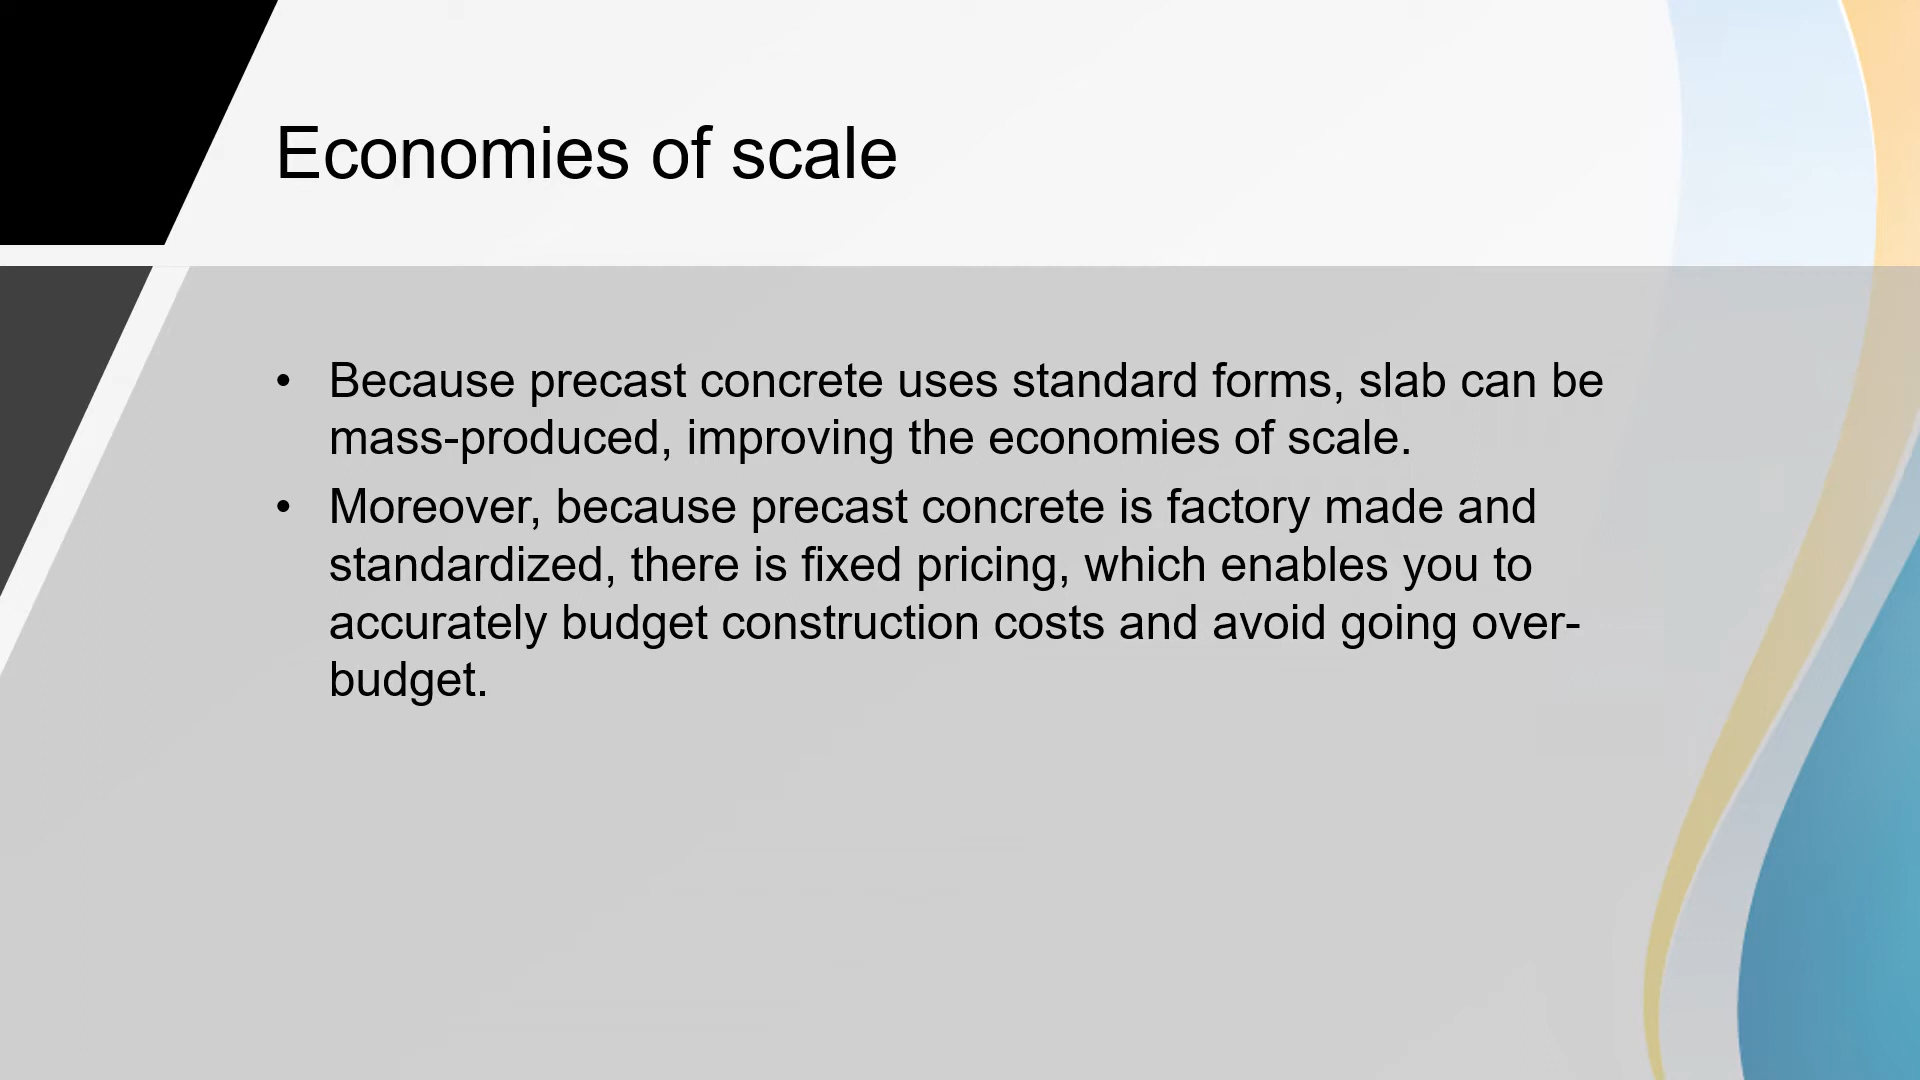 Economies of scale
• Because precast concrete uses standard forms, slab can be
mass-produced, improving the economies of scale.
• Moreover, because precast concrete is factory made and
standardized, there is fixed pricing, which enables you to
accurately budget construction costs and avoid going over-
budget.